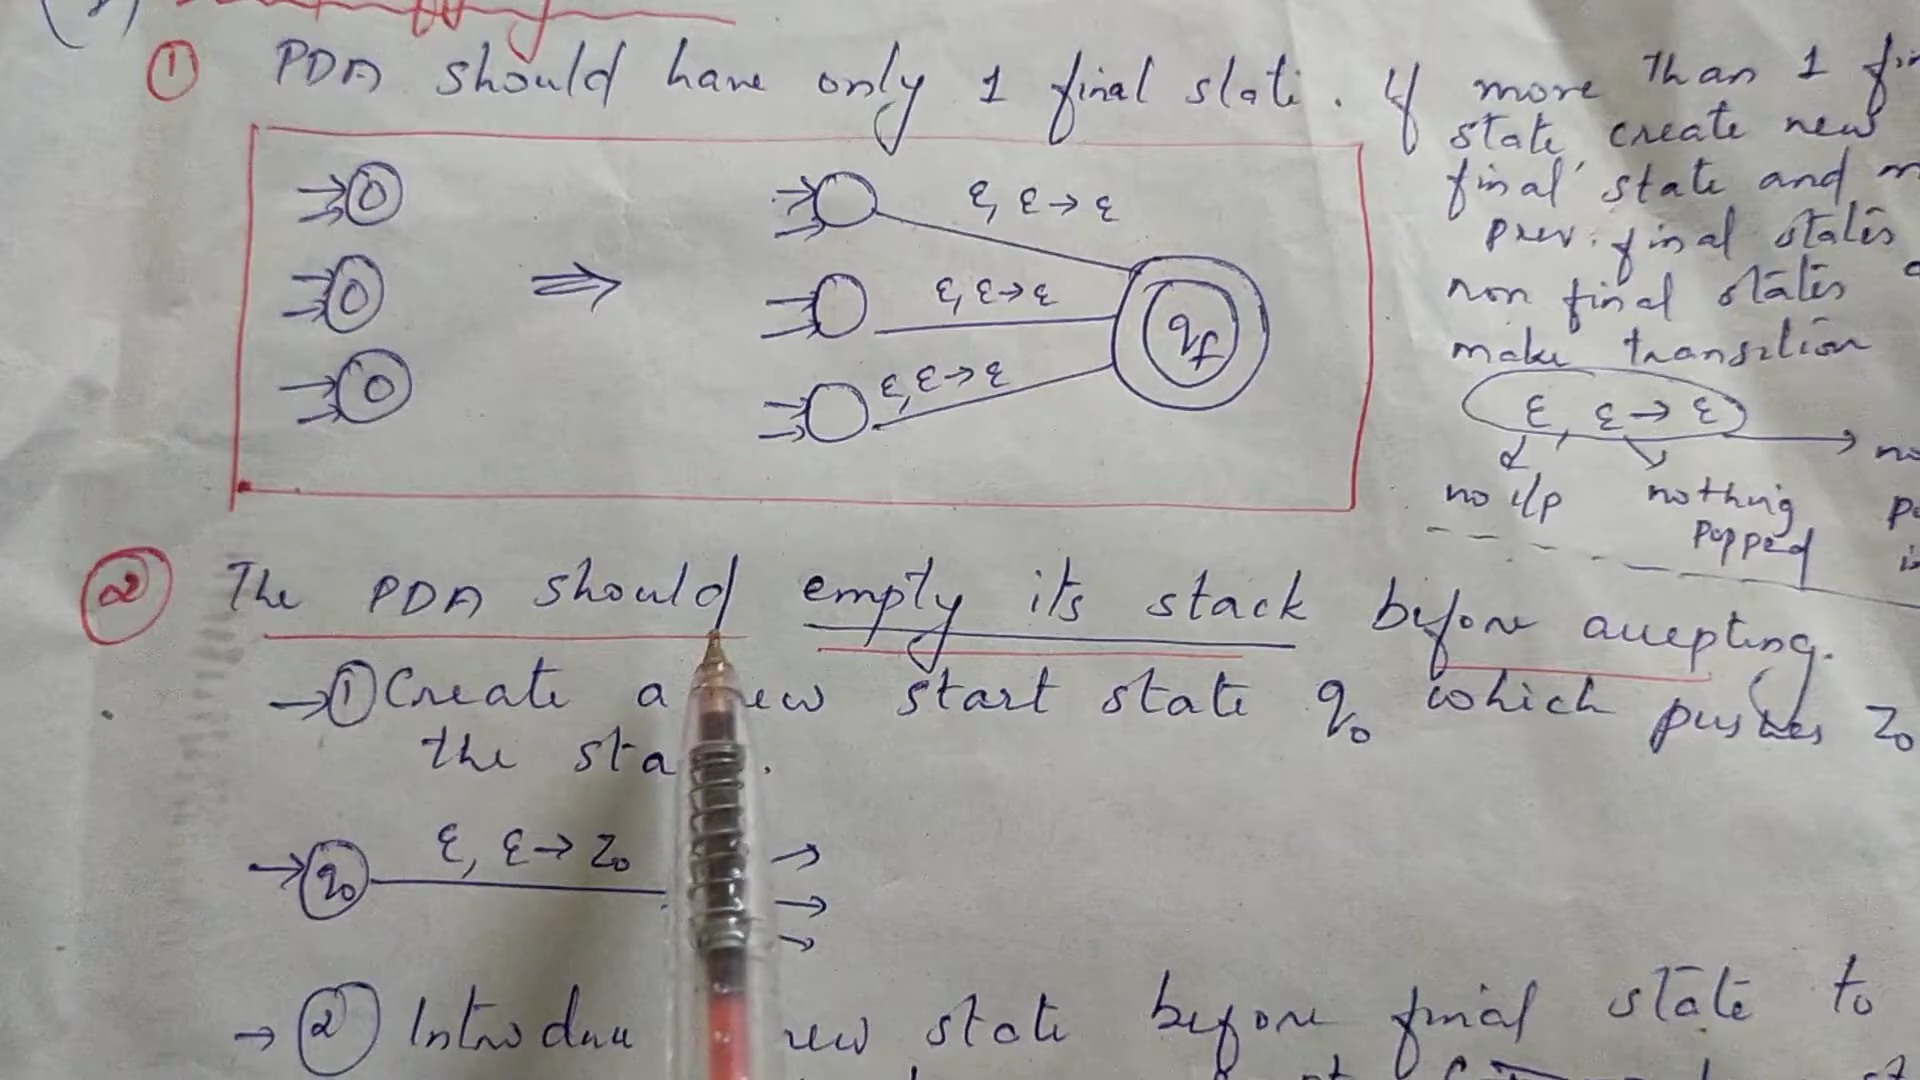 ① PDA should have only 1 final state. If more than 1
state create new
final state and
prev. final states
non final states
make transition
ε, ε→ε
ε, ε→ε
ε, ε→ε
qf
ε, ε→ε
no i/p nothing popped
② The PDA should empty its stack before accepting.
→① Create a new start state q₀ which pushes Z₀
the
→ q₀ ε, ε→Z₀
→② new state before final state to